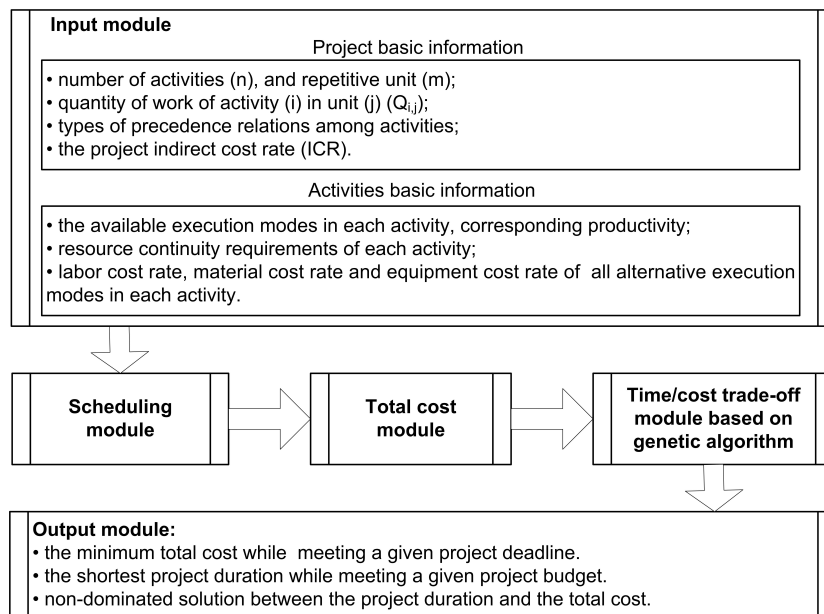 Input module
Project basic information
• number of activities (n), and repetitive unit (m);
• quantity of work of activity (i) in unit (j) (Qi,j);
• types of precedence relations among activities;
• the project indirect cost rate (ICR).
Activities basic information
• the available execution modes in each activity, corresponding productivity;
• resource continuity requirements of each activity;
• labor cost rate, material cost rate and equipment cost rate of all alternative execution
modes in each activity.
Scheduling
module
Total cost
module
Time/cost trade-off
module based on
genetic algorithm
Output module:
• the minimum total cost while meeting a given project deadline.
• the shortest project duration while meeting a given project budget.
• non-dominated solution between the project duration and the total cost.